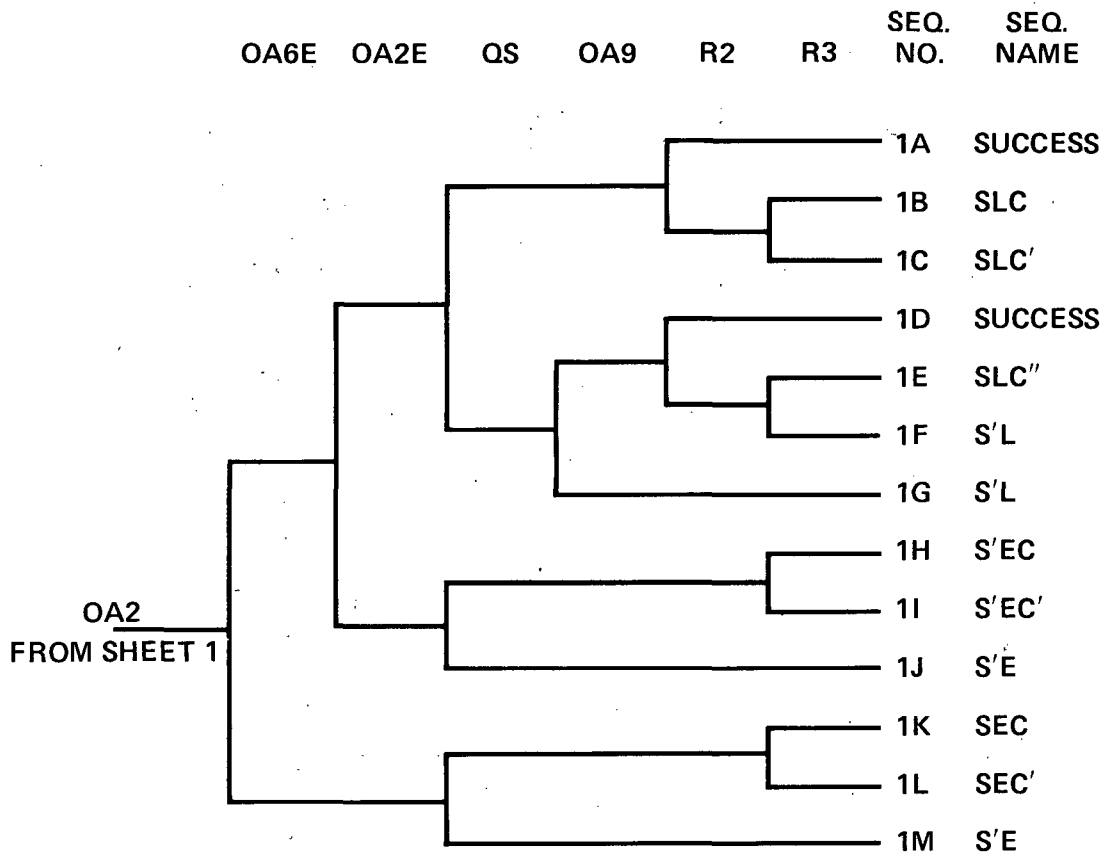 SEQ. SEQ.
OA6E OA2E QS OA9 R2 R3 NO. NAME
1A SUCCESS
1B SLC
1C SLC′
1D SUCCESS
1E SLC″
1F S′L
1G S′L
1H S′EC
1I S′EC′
OA2
FROM SHEET 1
1J S′E
1K SEC
1L SEC′
1M S′E